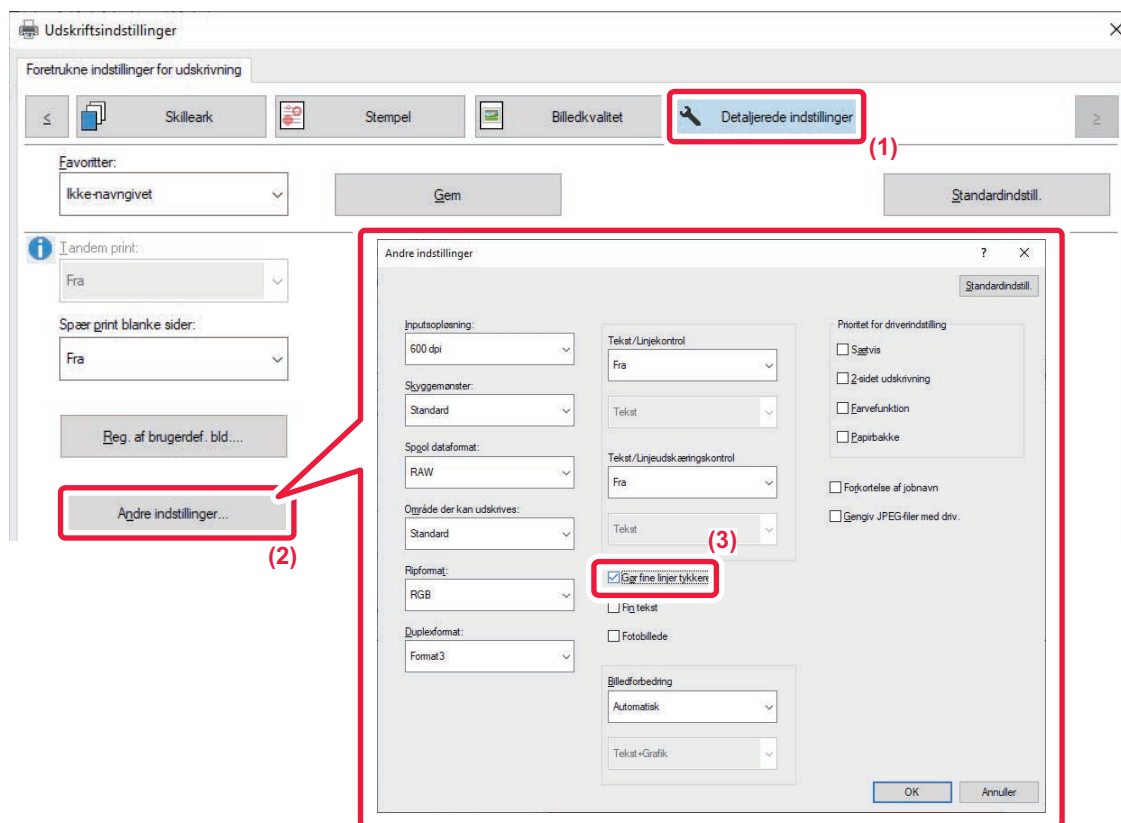 Udskriftsindstillinger
Foretrukne indstillinger for udskrivning
< Skilleark Stempel Billedkvalitet Detaljerede indstillinger >
(1)
Favoritter:
Ikke-navngivet
Gem
Standardindstill.
Tandem print:
Fra
Spær print blanke sider:
Fra
Reg. af brugerdef. bld....
Andre indstillinger...
(2)
Andre indstillinger
?
Standardindstill.
Inputsopløsning:
600 dpi
Skyggemønster:
Standard
Spool dataformat:
RAW
Område der kan udskrives:
Standard
Ripformat:
RGB
Duplexformat:
Format3
Tekst/Linjekontrol
Fra
Tekst
Tekst/Linjeudskæringskontrol
Fra
Tekst
(3)
Gør fine linjer tykkere
Fin tekst
Fotobillede
Billedforbedring
Automatisk
Tekst+Grafik
Prioritet for driverindstilling
Sætvis
2-sidet udskrivning
Farvefunktion
Papirbakke
Forkortelse af jobnavn
Gengiv JPEG-filer med driv.
OK
Annuller